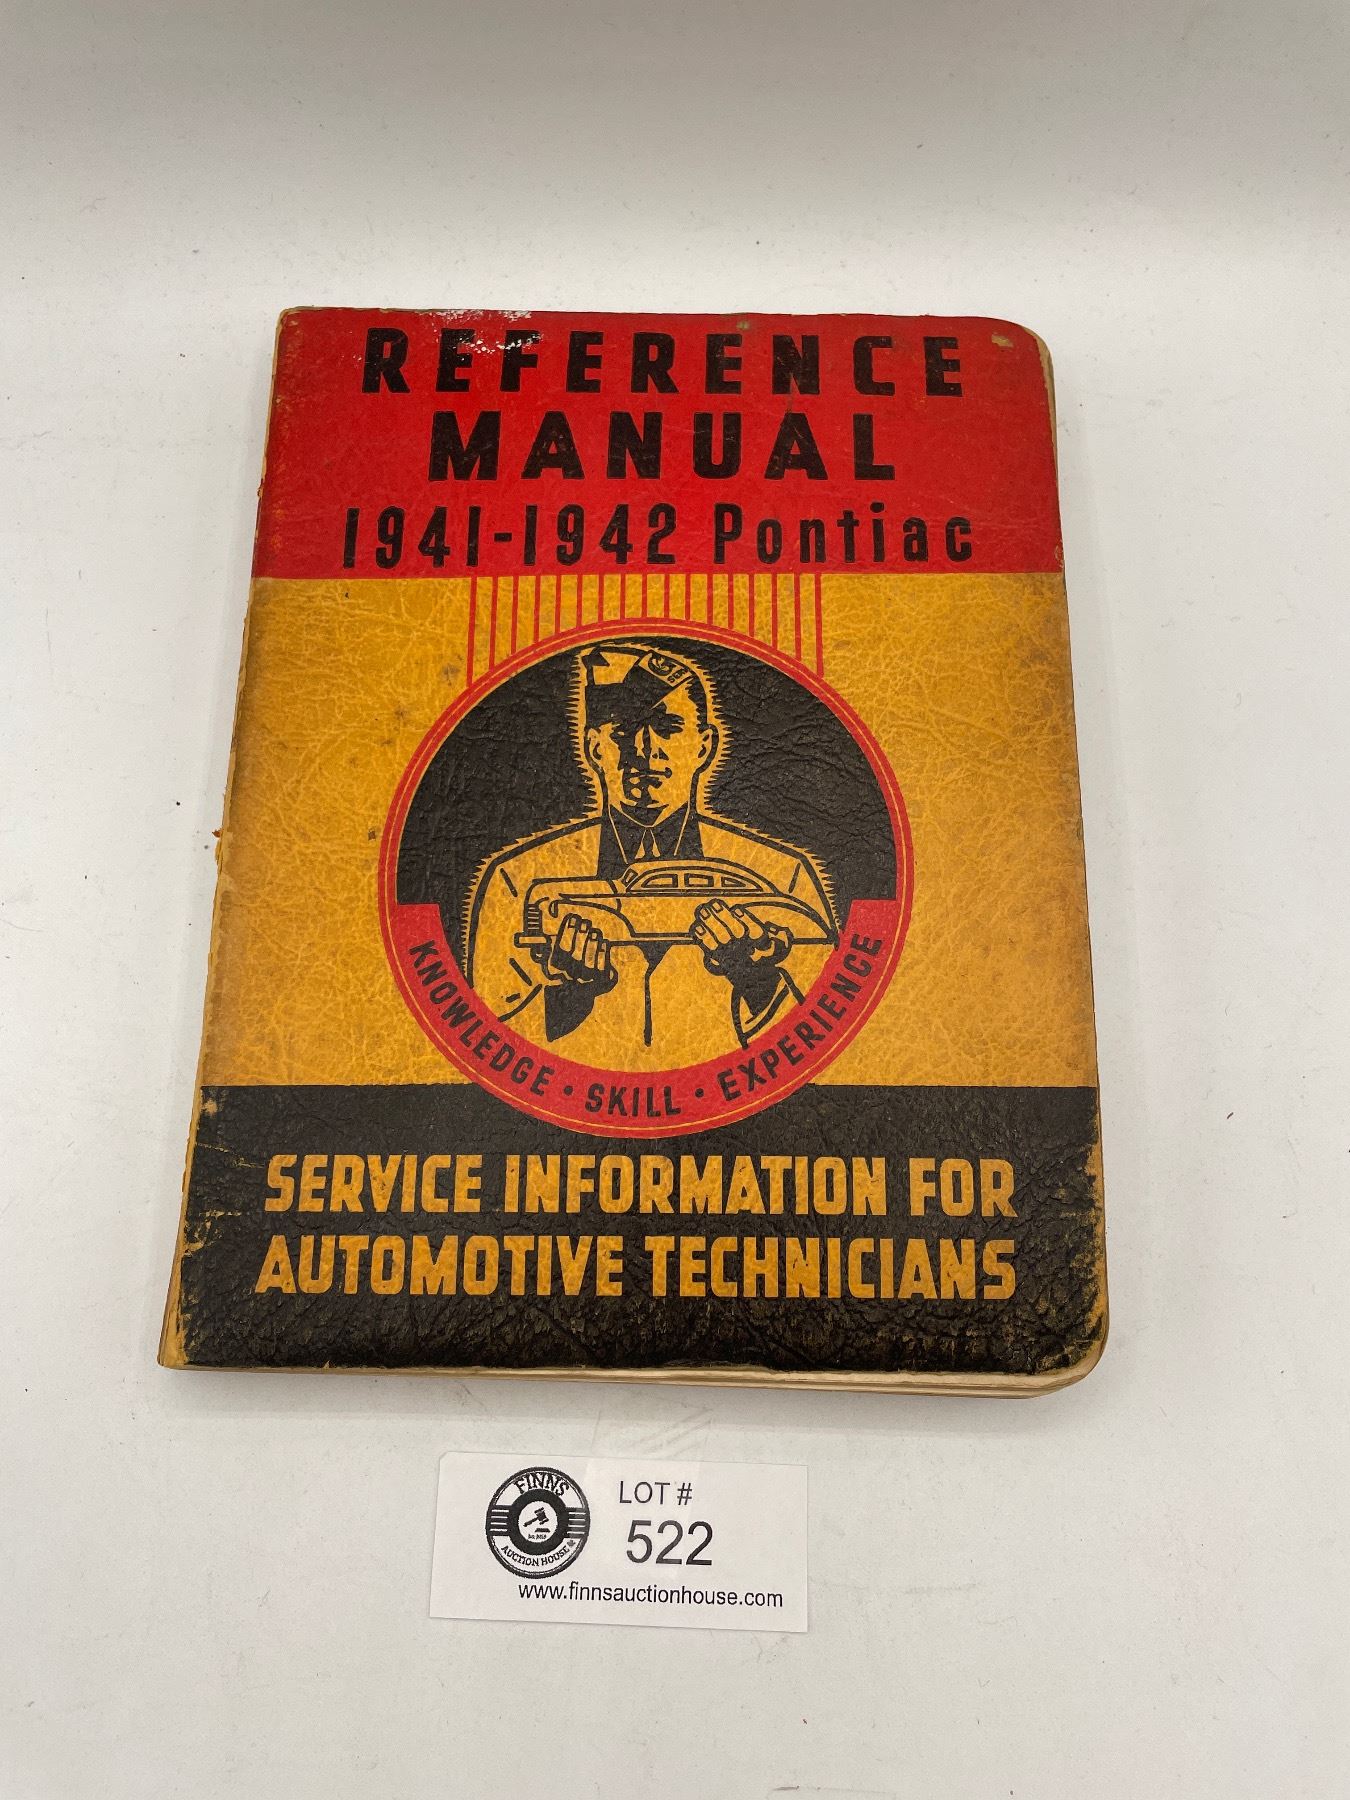 REFERENCE
MANUAL
1941-1942 Pontiac
KNOWLEDGE • SKILL • EXPERIENCE
SERVICE INFORMATION FOR
AUTOMOTIVE TECHNICIANS
FINNS
AUCTION HOUSE
LOT #
522
www.finnsauctionhouse.com